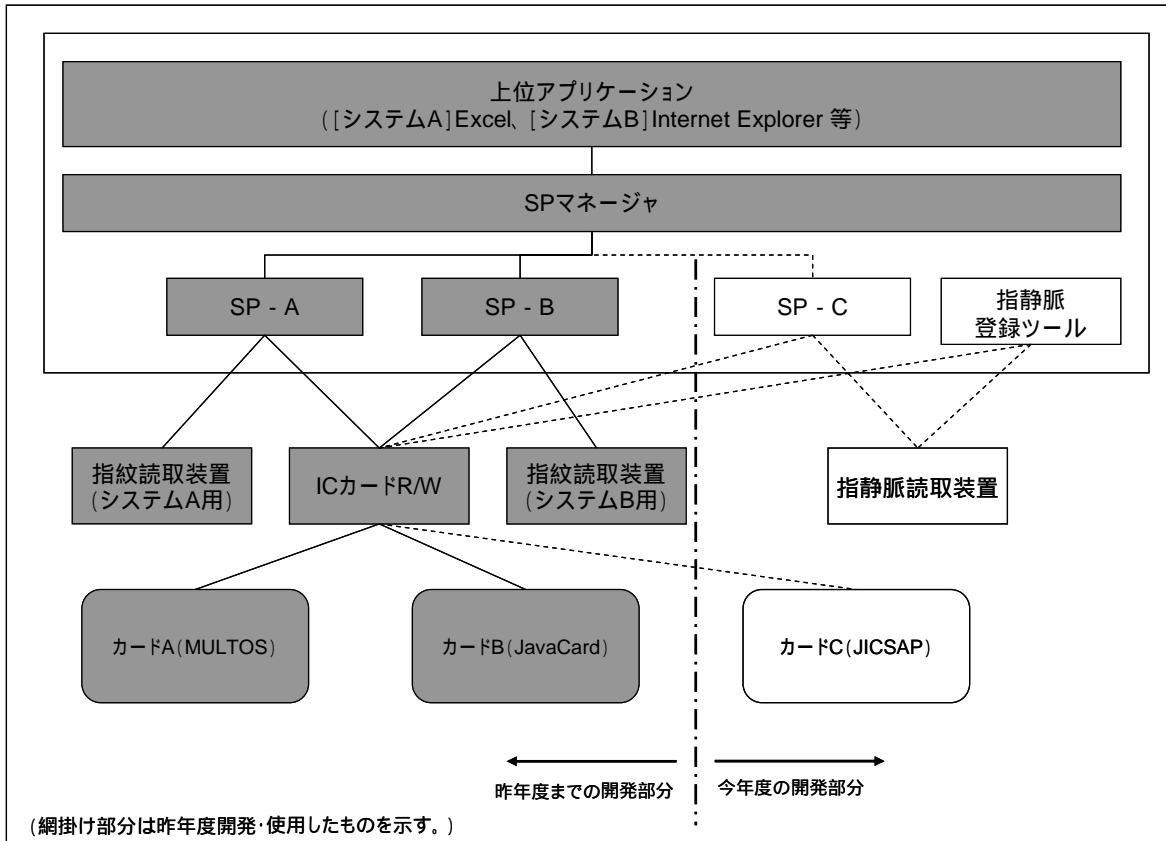 上位アプリケーション
([システムA]Excel、[システムB]Internet Explorer 等)
SPマネージャ
SP - A
SP - B
SP - C
指静脈
登録ツール
指紋読取装置
(システムA用)
ICカードR/W
指紋読取装置
(システムB用)
指静脈読取装置
カードA(MULTOS)
カードB(JavaCard)
カードC(JICSAP)
昨年度までの開発部分
今年度の開発部分
(網掛け部分は昨年度開発・使用したものを示す。)